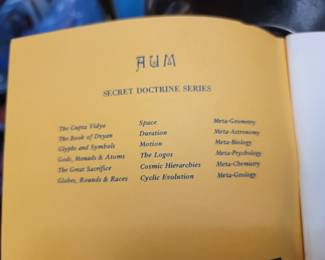 AUM
SECRET DOCTRINE SERIES
The Gupta Vidya Space Meta-Geometry
The Book of Dzyan Duration Meta-Astronomy
Glyphs and Symbols Motion Meta-Biology
Gods, Monads & Atoms The Logos Meta-Psychology
The Great Sacrifice Cosmic Hierarchies Meta-Chemistry
Globes, Rounds & Races Cyclic Evolution Meta-Geology